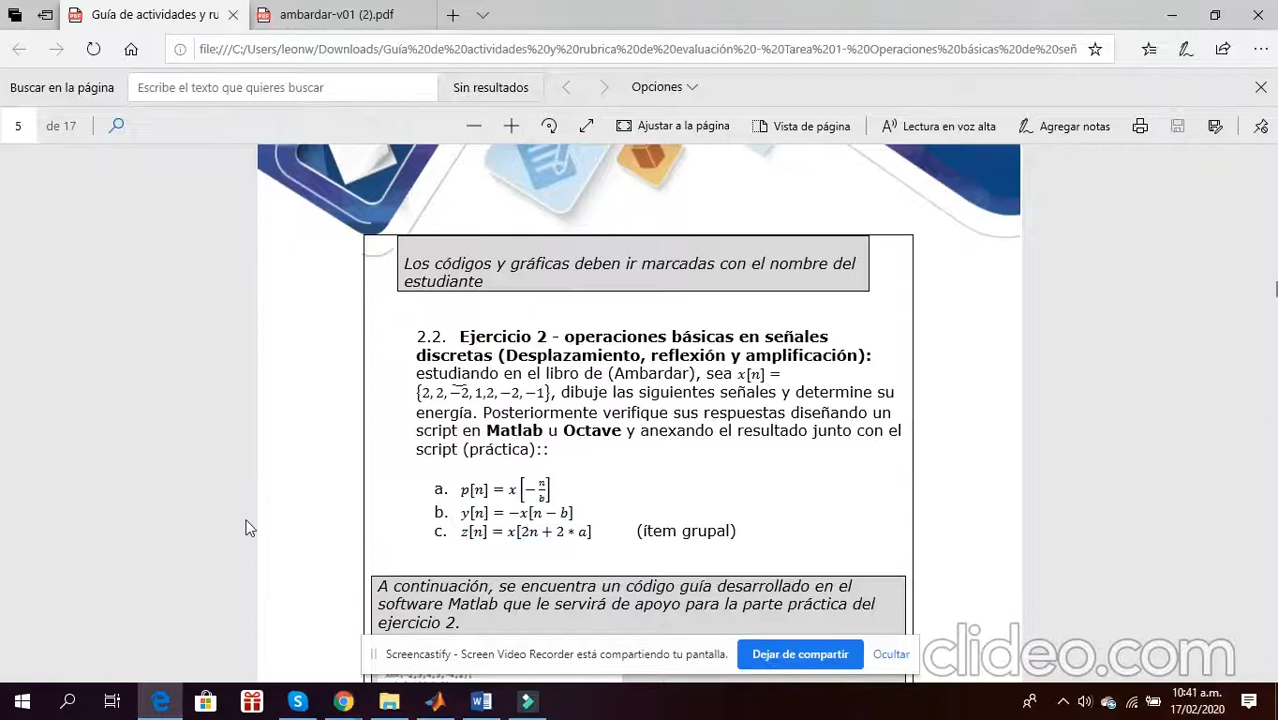 Guía de actividades y ru
ambardar-v01 (2).pdf
file:///C:/Users/leonw/Downloads/Guía%20de%20actividades%20y%20rubrica%20de%20evaluación%20-%20Tarea%201-%20Operaciones%20básicas%20de%20señ
Buscar en la página
Escribe el texto que quieres buscar
Sin resultados
Opciones
5 de 17
Ajustar a la página
Vista de página
Lectura en voz alta
Agregar notas
Los códigos y gráficas deben ir marcadas con el nombre del
estudiante
2.2. Ejercicio 2 - operaciones básicas en señales
discretas (Desplazamiento, reflexión y amplificación):
estudiando en el libro de (Ambardar), sea x[n] =
{2, 2, −2, 1,2, −2, −1}, dibuje las siguientes señales y determine su
energía. Posteriormente verifique sus respuestas diseñando un
script en Matlab u Octave y anexando el resultado junto con el
script (práctica)::
a. p[n] = x [−n/b]
b. y[n] = −x[n − b]
c. z[n] = x[2n + 2 * a] (ítem grupal)
A continuación, se encuentra un código guía desarrollado en el
software Matlab que le servirá de apoyo para la parte práctica del
ejercicio 2.
Screencastify - Screen Video Recorder está compartiendo tu pantalla.
Dejar de compartir
Ocultar
clideo.com
10:41 a.m.
17/02/2020